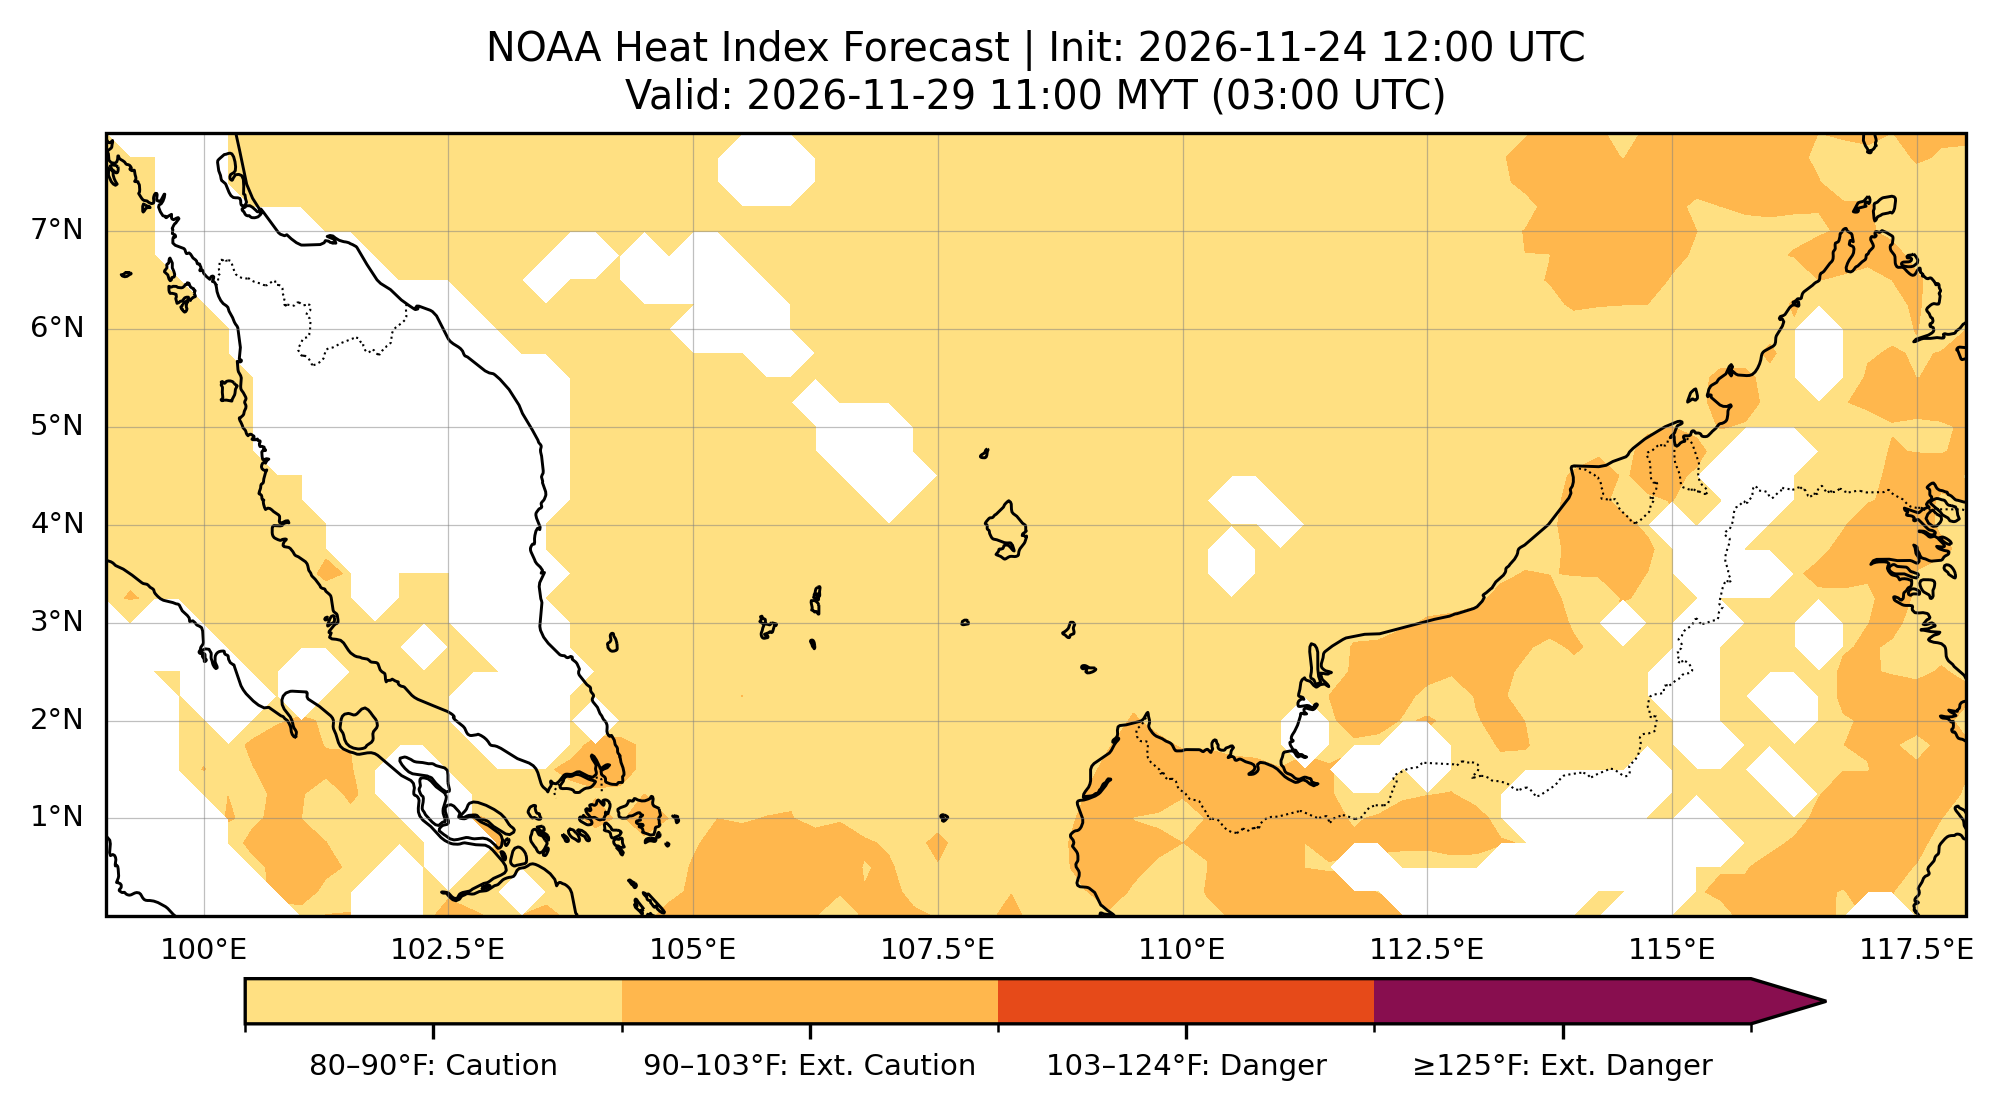 NOAA Heat Index Forecast | Init: 2026-11-24 12:00 UTC
Valid: 2026-11-29 11:00 MYT (03:00 UTC)
7°N
6°N
5°N
4°N
3°N
2°N
1°N
100°E 102.5°E 105°E 107.5°E 110°E 112.5°E 115°E 117.5°E
80–90°F: Caution 90–103°F: Ext. Caution 103–124°F: Danger ≥125°F: Ext. Danger